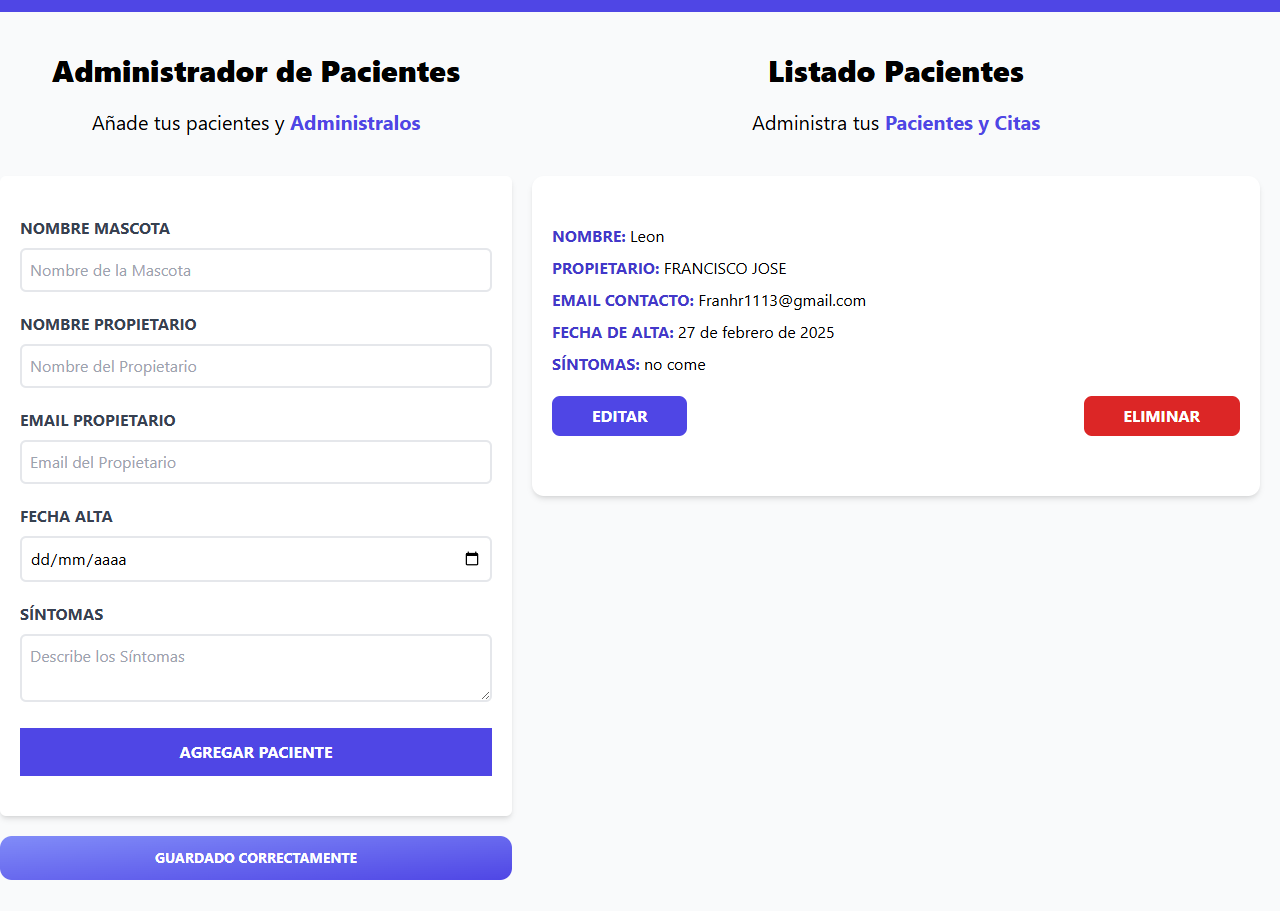 Administrador de Pacientes
Añade tus pacientes y Administralos
NOMBRE MASCOTA
Nombre de la Mascota
NOMBRE PROPIETARIO
Nombre del Propietario
EMAIL PROPIETARIO
Email del Propietario
FECHA ALTA
dd/mm/aaaa
SÍNTOMAS
Describe los Síntomas
AGREGAR PACIENTE
GUARDADO CORRECTAMENTE
Listado Pacientes
Administra tus Pacientes y Citas
NOMBRE: Leon
PROPIETARIO: FRANCISCO JOSE
EMAIL CONTACTO: Franhr1113@gmail.com
FECHA DE ALTA: 27 de febrero de 2025
SÍNTOMAS: no come
EDITAR
ELIMINAR